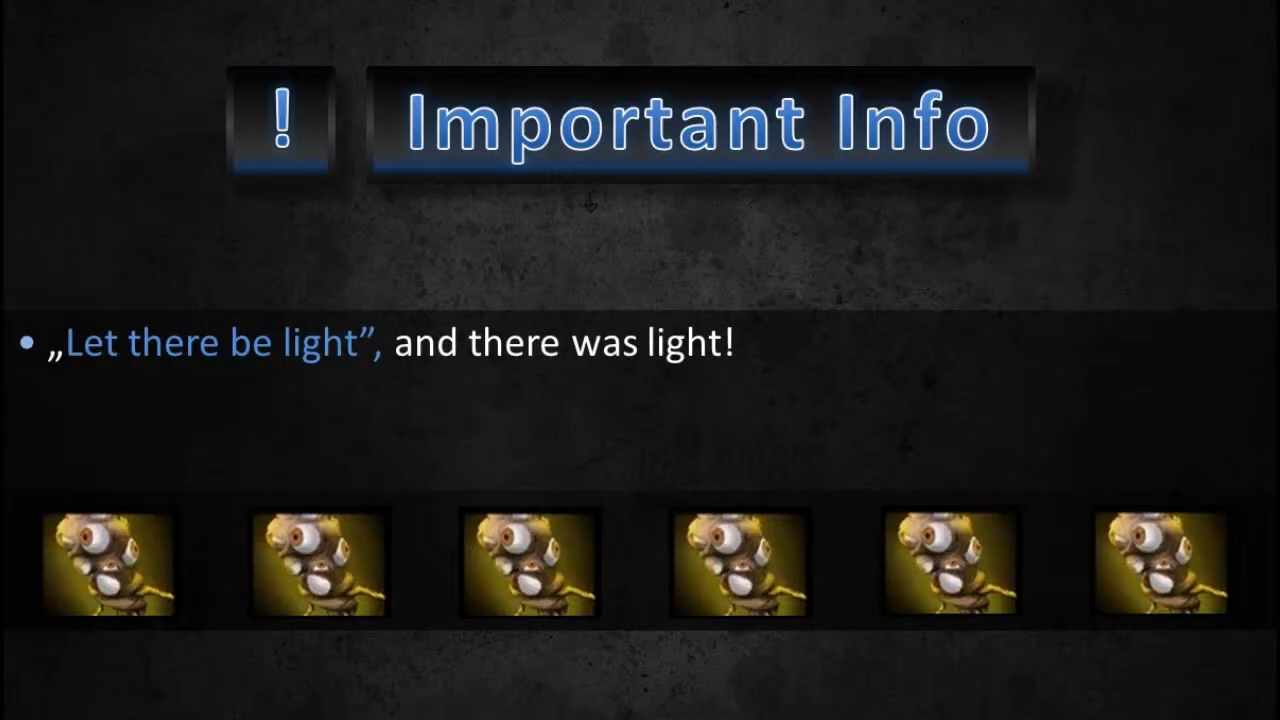 ! Important Info
• „Let there be light”, and there was light!